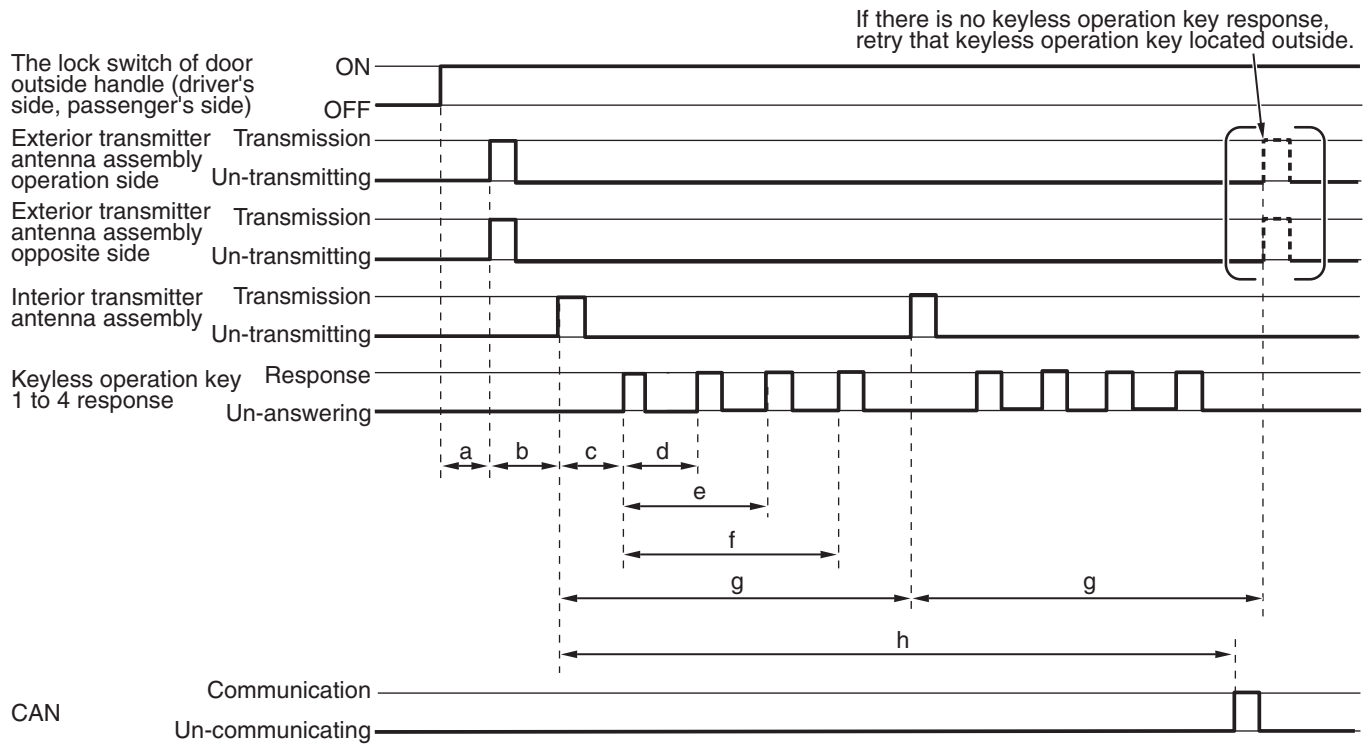 If there is no keyless operation key response,
retry that keyless operation key located outside.
The lock switch of door
outside handle (driver's
side, passenger's side)
ON
OFF
Exterior transmitter
antenna assembly
operation side
Transmission
Un-transmitting
Exterior transmitter
antenna assembly
opposite side
Transmission
Un-transmitting
Interior transmitter
antenna assembly
Transmission
Un-transmitting
Keyless operation key
1 to 4 response
Response
Un-answering
a b c d
e
f
g g
h
CAN
Communication
Un-communicating